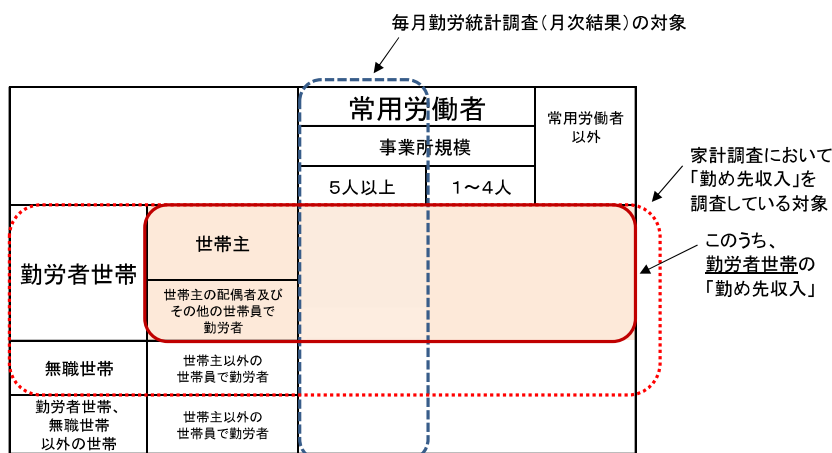 毎月勤労統計調査（月次結果）の対象
常用労働者
常用労働者
以外
事業所規模
５人以上
１～４人
家計調査において
「勤め先収入」を
調査している対象
このうち、
勤労者世帯の
「勤め先収入」
勤労者世帯
世帯主
世帯主の配偶者及び
その他の世帯員で
勤労者
無職世帯
世帯主以外の
世帯員で勤労者
勤労者世帯、
無職世帯
以外の世帯
世帯主以外の
世帯員で勤労者